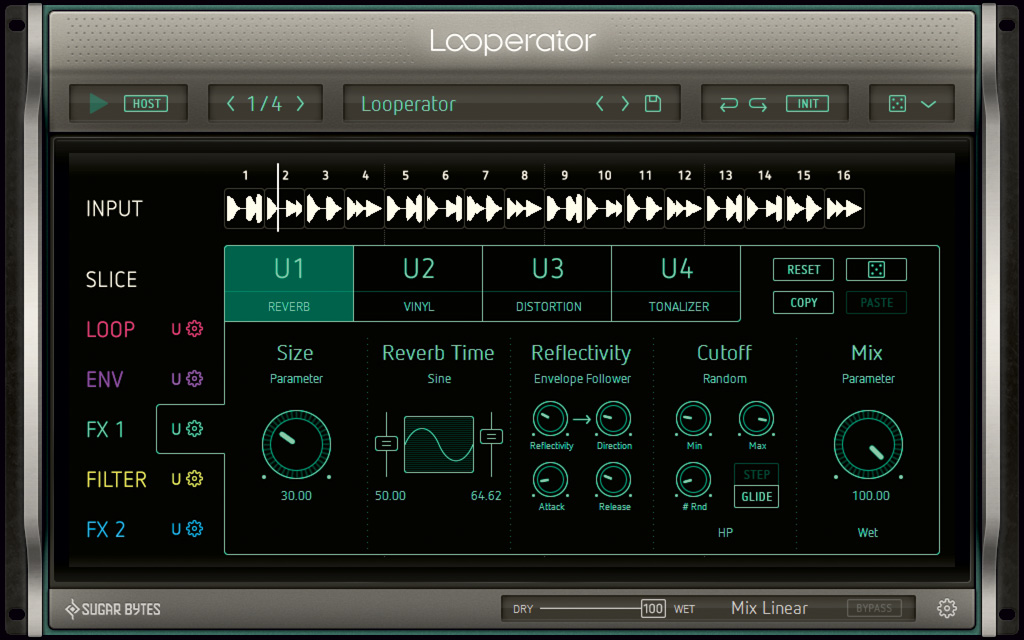 Looperator
HOST
1/4
Looperator
INIT
1 2 3 4 5 6 7 8 9 10 11 12 13 14 15 16
INPUT
SLICE
LOOP U
ENV U
FX 1 U
FILTER U
FX 2 U
U1 U2 U3 U4
REVERB VINYL DISTORTION TONALIZER
RESET
COPY PASTE
Size Reverb Time Reflectivity Cutoff Mix
Parameter Sine Envelope Follower Random Parameter
Reflectivity Direction Min Max
STEP
30.00 50.00 64.62 GLIDE 100.00
Attack Release # Rnd
HP Wet
SUGAR BYTES
DRY 100 WET Mix Linear BYPASS